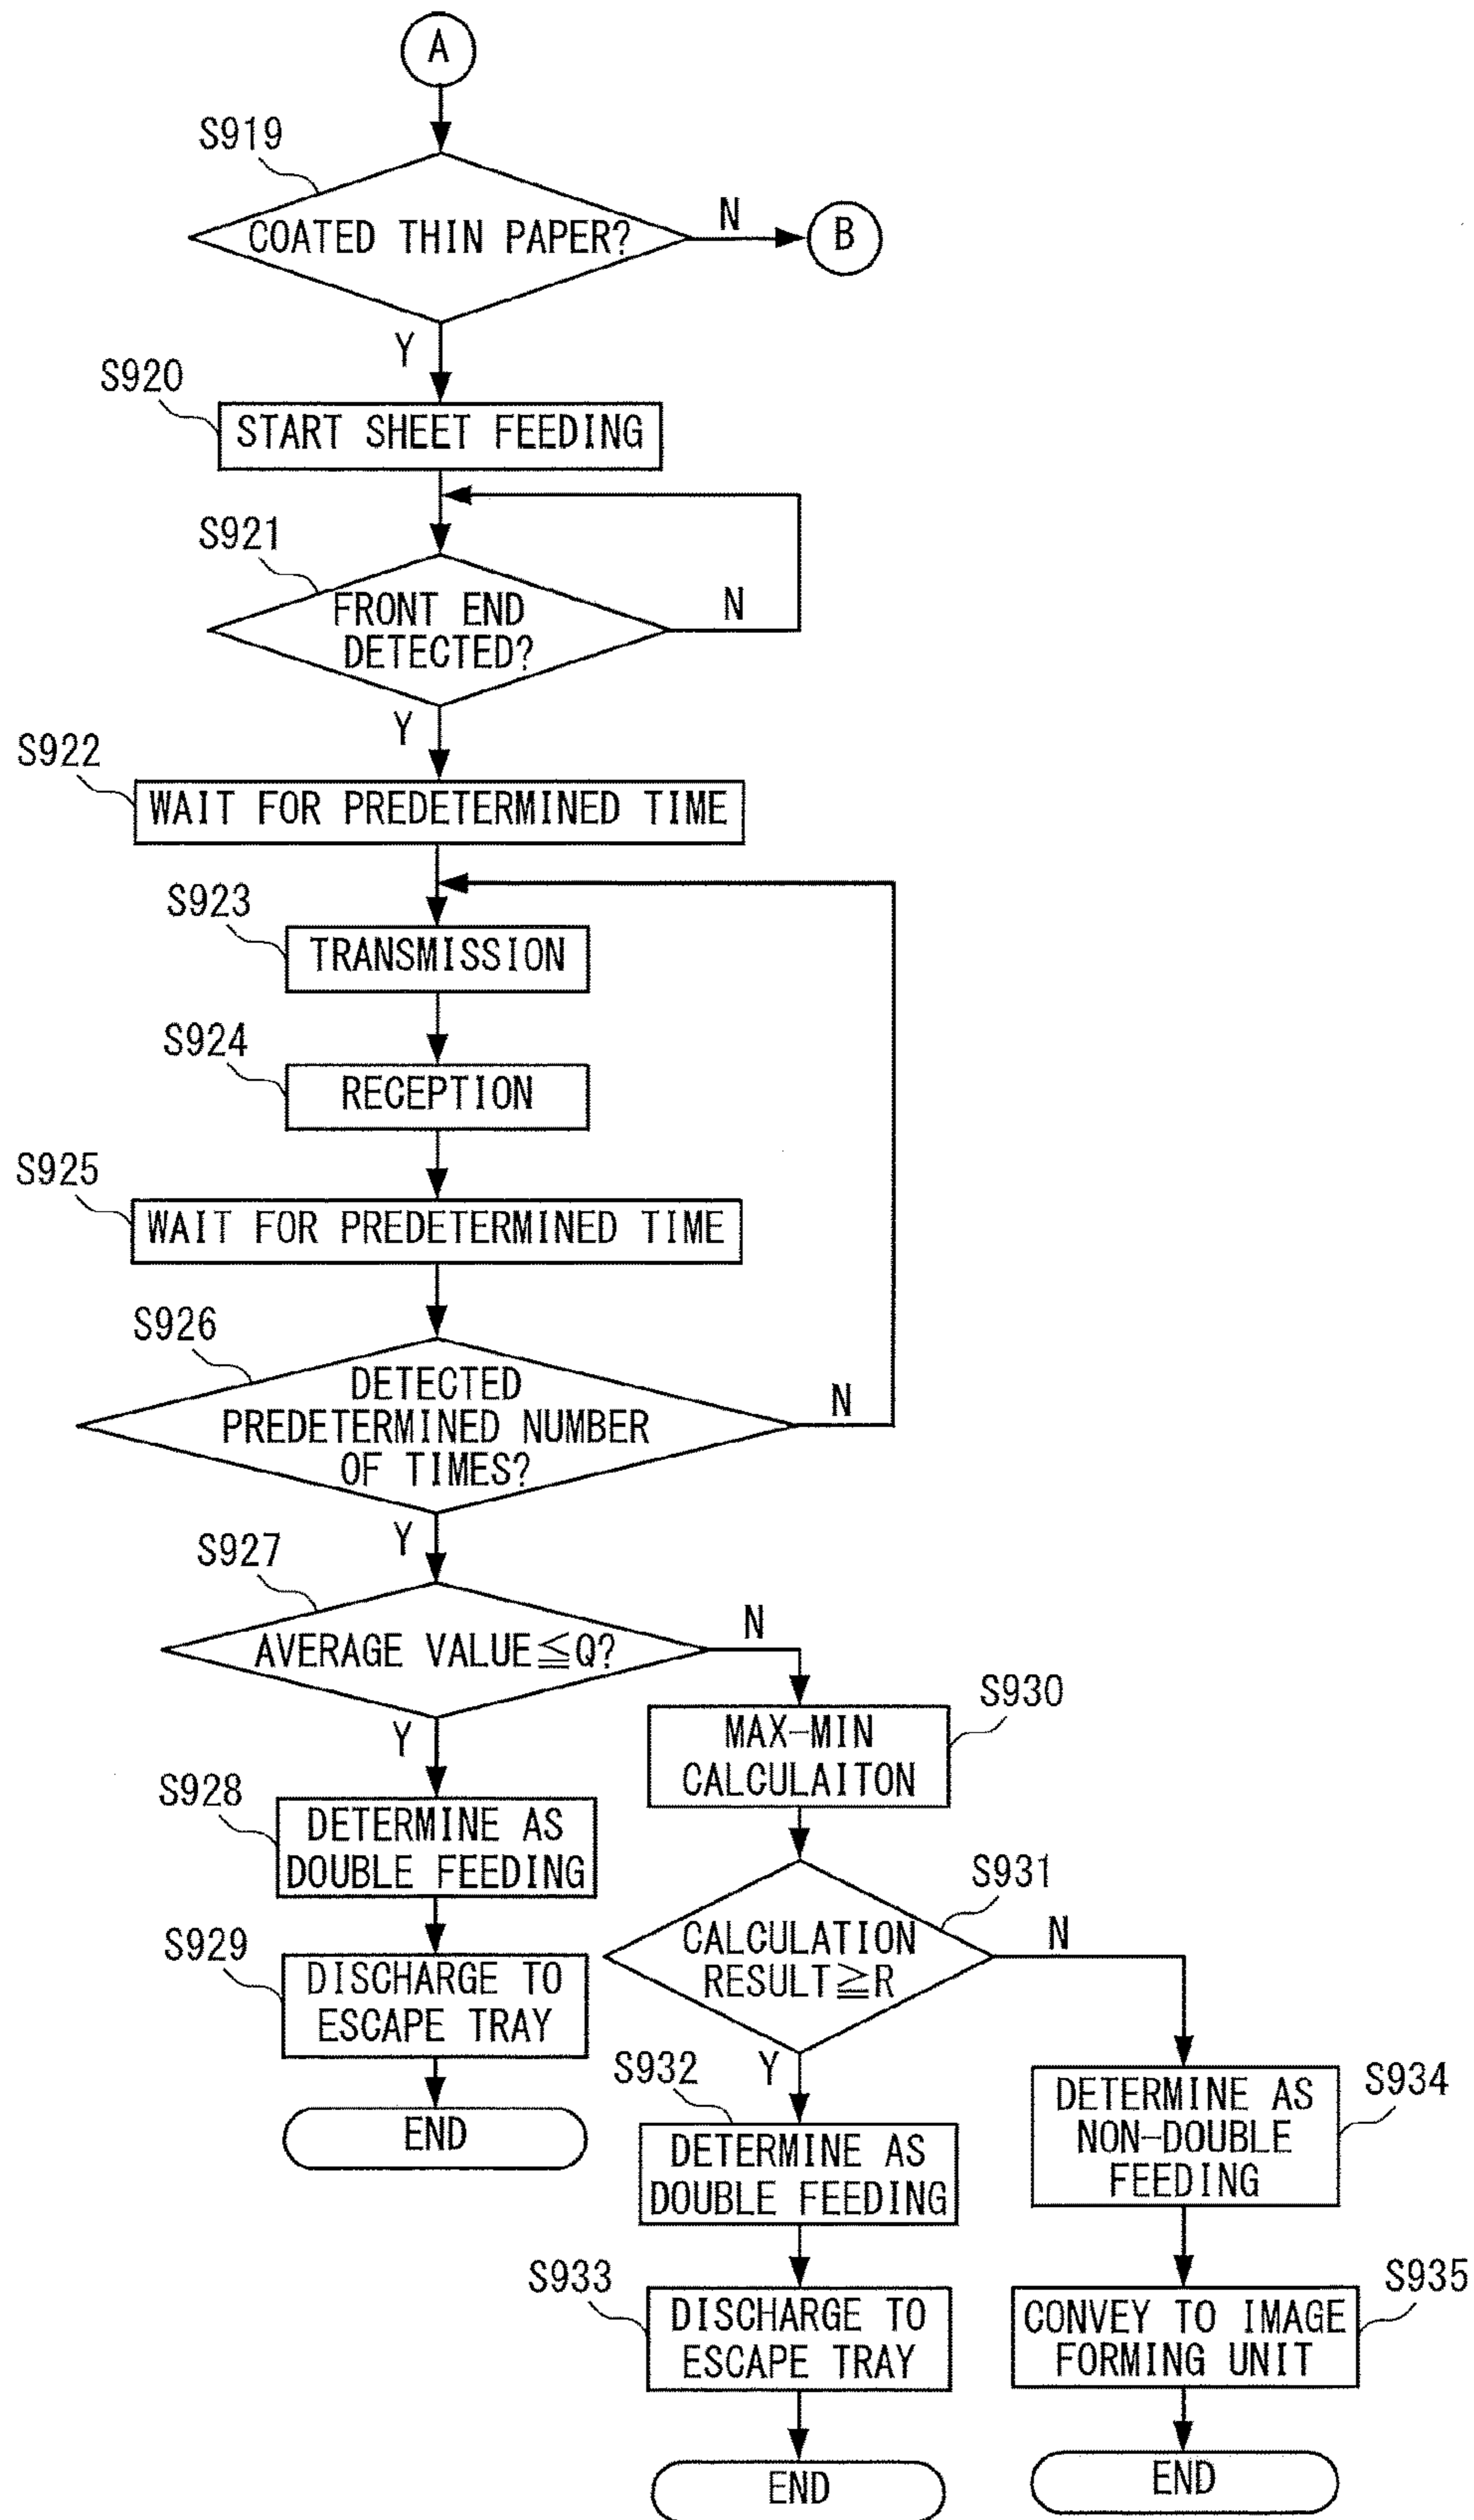 A
S919
COATED THIN PAPER?
N
B
Y
S920
START SHEET FEEDING
S921
FRONT END
DETECTED?
N
Y
S922
WAIT FOR PREDETERMINED TIME
S923
TRANSMISSION
S924
RECEPTION
S925
WAIT FOR PREDETERMINED TIME
S926
DETECTED
PREDETERMINED NUMBER
OF TIMES?
N
Y
S927
AVERAGE VALUE≦Q?
N
Y
S928
DETERMINE AS
DOUBLE FEEDING
S929
DISCHARGE TO
ESCAPE TRAY
END
S930
MAX-MIN
CALCULAITON
S931
CALCULATION
RESULT≧R
N
Y
S932
DETERMINE AS
DOUBLE FEEDING
S933
DISCHARGE TO
ESCAPE TRAY
END
S934
DETERMINE AS
NON-DOUBLE
FEEDING
S935
CONVEY TO IMAGE
FORMING UNIT
END